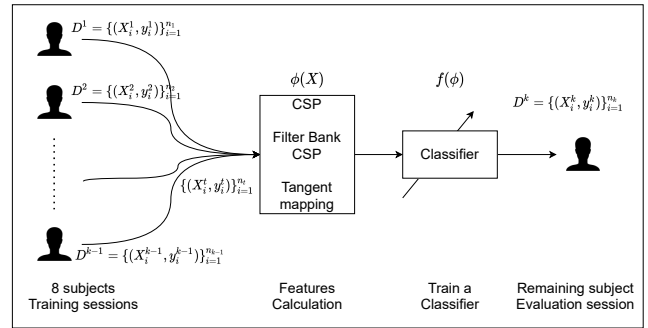 D^1 = {(X_i^1, y_i^1)}_{i=1}^{n_1}
D^2 = {(X_i^2, y_i^2)}_{i=1}^{n_2}
{(X_i^t, y_i^t)}_{i=1}^{n_t}
D^{k-1} = {(X_i^{k-1}, y_i^{k-1})}_{i=1}^{n_{k-1}}
ϕ(X)
CSP
Filter Bank
CSP
Tangent
mapping
f(ϕ)
Classifier
D^k = {(X_i^k, y_i^k)}_{i=1}^{n_k}
8 subjects
Training sessions
Features
Calculation
Train a
Classifier
Remaining subject
Evaluation session